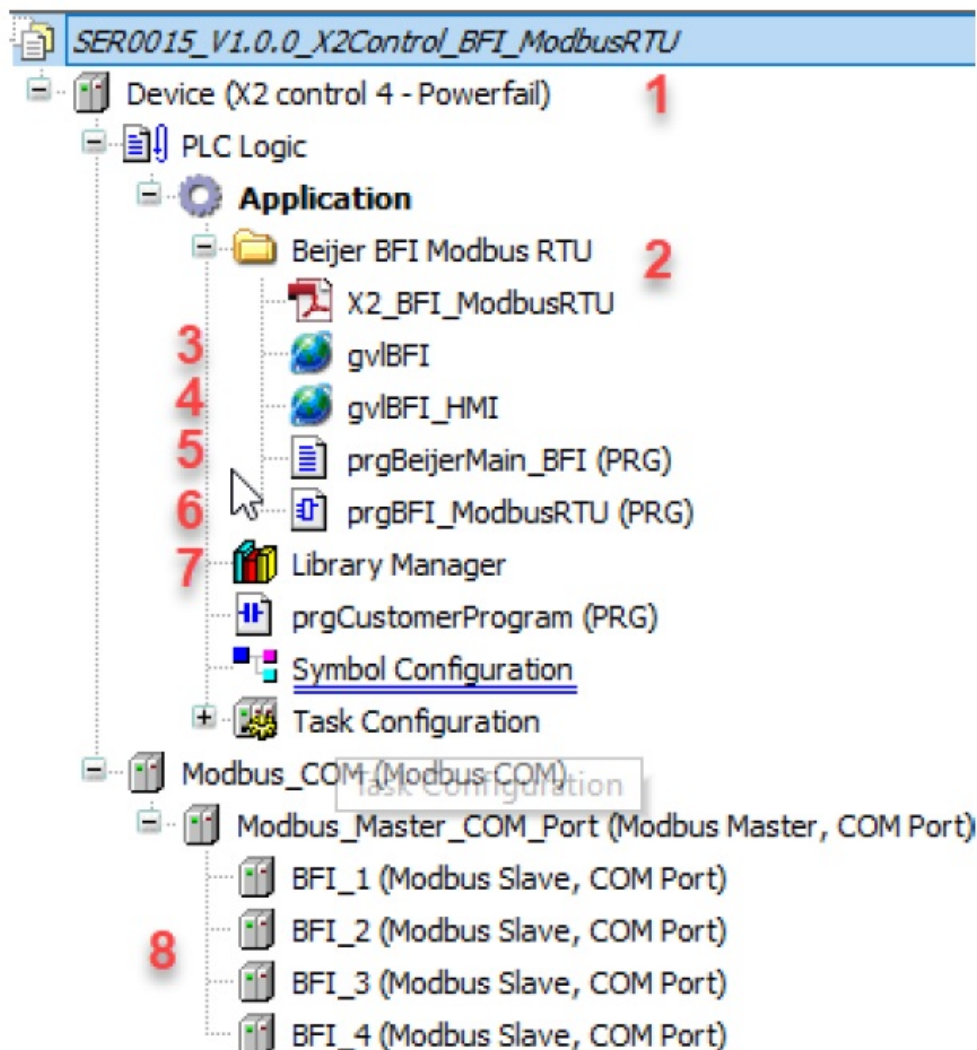 SER0015_V1.0.0_X2Control_BFI_ModbusRTU
Device (X2 control 4 - Powerfail) 1
PLC Logic
Application
Beijer BFI Modbus RTU 2
X2_BFI_ModbusRTU
3 gvlBFI
4 gvlBFI_HMI
5 prgBeijerMain_BFI (PRG)
6 prgBFI_ModbusRTU (PRG)
7 Library Manager
prgCustomerProgram (PRG)
Symbol Configuration
Task Configuration
Modbus_COM (Modbus COM)
Task Configuration
Modbus_Master_COM_Port (Modbus Master, COM Port)
BFI_1 (Modbus Slave, COM Port)
8 BFI_2 (Modbus Slave, COM Port)
BFI_3 (Modbus Slave, COM Port)
BFI_4 (Modbus Slave, COM Port)